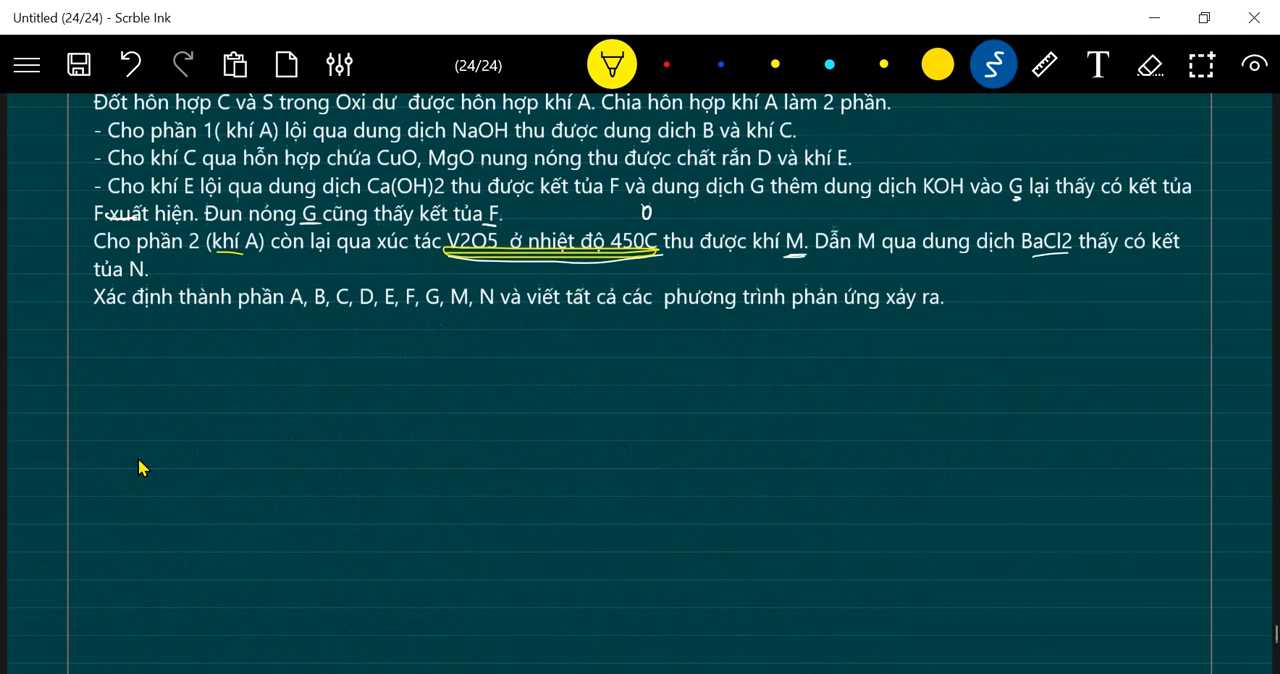 Untitled (24/24) - Scrble Ink
(24/24)
T
Đốt hỗn hợp C và S trong Oxi dư được hỗn hợp khí A. Chia hỗn hợp khí A làm 2 phần.
- Cho phần 1( khí A) lội qua dung dịch NaOH thu được dung dich B và khí C.
- Cho khí C qua hỗn hợp chứa CuO, MgO nung nóng thu được chất rắn D và khí E.
- Cho khí E lội qua dung dịch Ca(OH)2 thu được kết tủa F và dung dịch G thêm dung dịch KOH vào G lại thấy có kết tủa
F xuất hiện. Đun nóng G cũng thấy kết tủa F.
Cho phần 2 (khí A) còn lại qua xúc tác V2O5 ở nhiệt độ 450C thu được khí M. Dẫn M qua dung dịch BaCl2 thấy có kết
tủa N.
Xác định thành phần A, B, C, D, E, F, G, M, N và viết tất cả các phương trình phản ứng xảy ra.